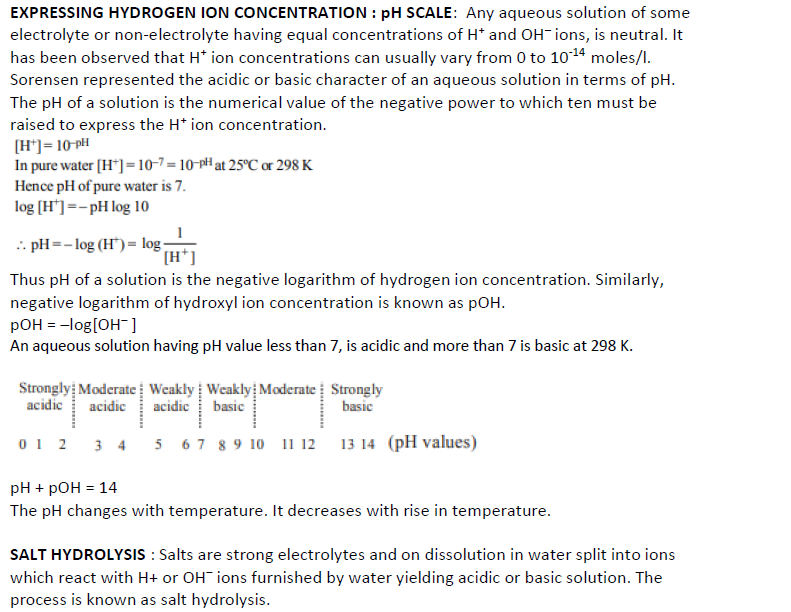 EXPRESSING HYDROGEN ION CONCENTRATION : pH SCALE: Any aqueous solution of some
electrolyte or non-electrolyte having equal concentrations of H⁺ and OH⁻ ions, is neutral. It
has been observed that H⁺ ion concentrations can usually vary from 0 to 10⁻¹⁴ moles/l.
Sorensen represented the acidic or basic character of an aqueous solution in terms of pH.
The pH of a solution is the numerical value of the negative power to which ten must be
raised to express the H⁺ ion concentration.
[H⁺] = 10⁻ᵖᴴ
In pure water [H⁺] = 10⁻⁷ = 10⁻ᵖᴴ at 25ºC or 298 K
Hence pH of pure water is 7.
log [H⁺] = – pH log 10
∴ pH = – log (H⁺) = log 1/[H⁺]
Thus pH of a solution is the negative logarithm of hydrogen ion concentration. Similarly,
negative logarithm of hydroxyl ion concentration is known as pOH.
pOH = –log[OH⁻ ]
An aqueous solution having pH value less than 7, is acidic and more than 7 is basic at 298 K.
Strongly Moderate Weakly Weakly Moderate Strongly
acidic acidic acidic basic basic
0 1 2 3 4 5 6 7 8 9 10 11 12 13 14 (pH values)
pH + pOH = 14
The pH changes with temperature. It decreases with rise in temperature.
SALT HYDROLYSIS : Salts are strong electrolytes and on dissolution in water split into ions
which react with H+ or OH⁻ ions furnished by water yielding acidic or basic solution. The
process is known as salt hydrolysis.